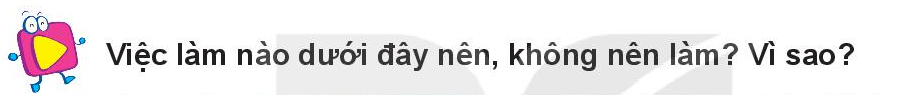 Việc làm nào dưới đây nên, không nên làm? Vì sao?